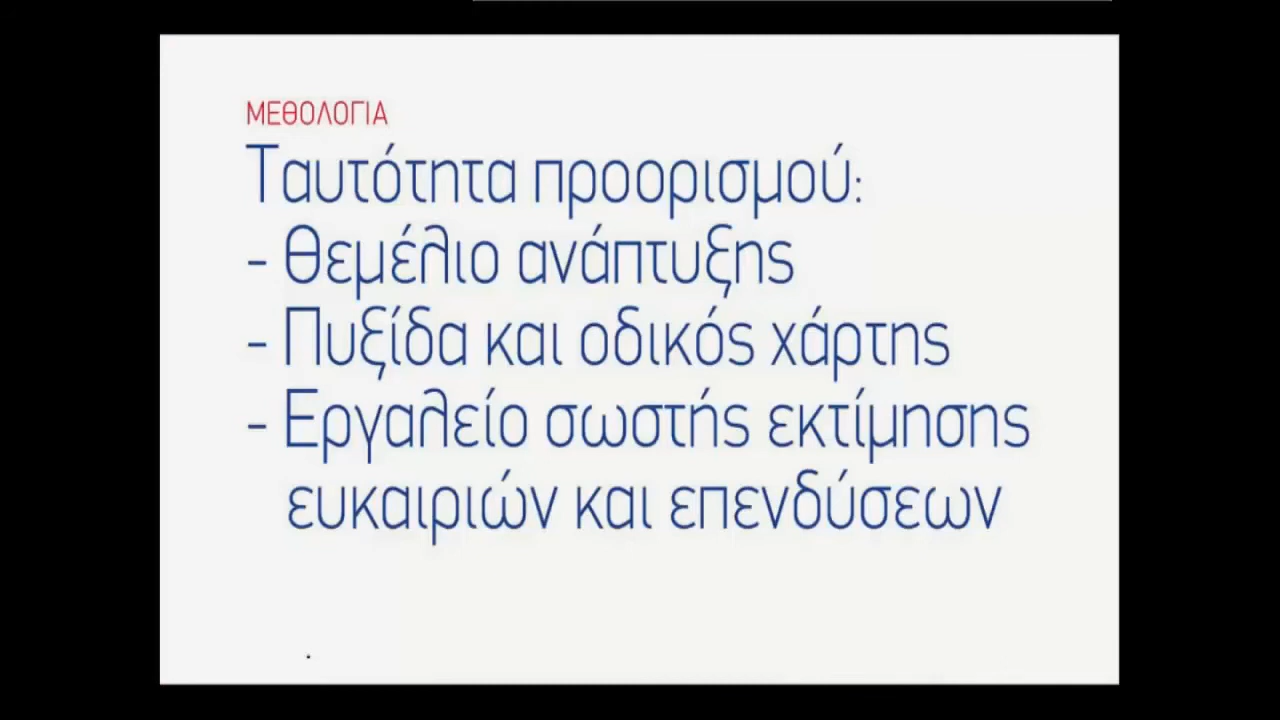 ΜΕΘΟΛΟΓΙΑ
Ταυτότητα προορισμού:
- Θεμέλιο ανάπτυξης
- Πυξίδα και οδικός χάρτης
- Εργαλείο σωστής εκτίμησης
ευκαιριών και επενδύσεων